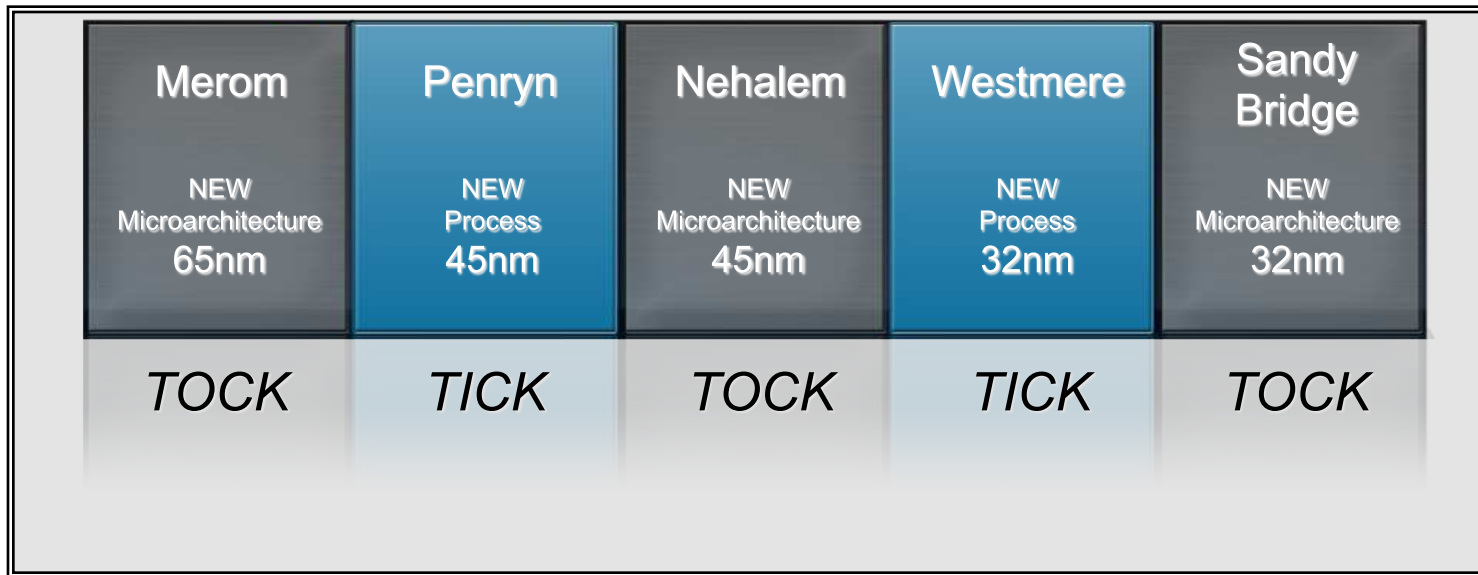 Merom
NEW
Microarchitecture
65nm
TOCK
Penryn
NEW
Process
45nm
TICK
Nehalem
NEW
Microarchitecture
45nm
TOCK
Westmere
NEW
Process
32nm
TICK
Sandy
Bridge
NEW
Microarchitecture
32nm
TOCK